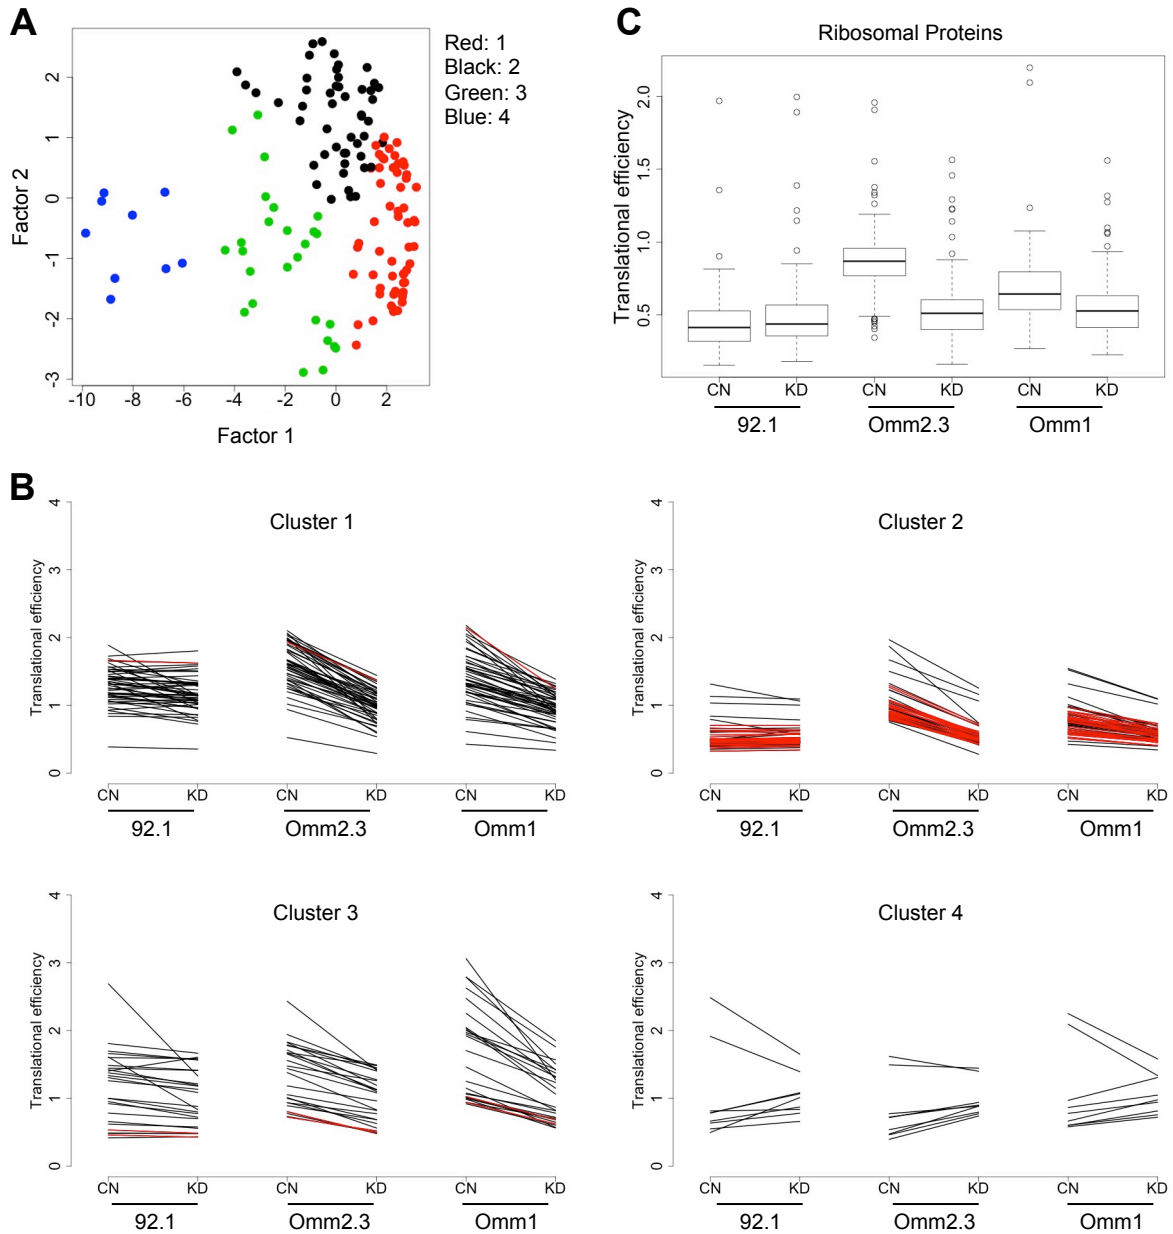 A
Red: 1
Black: 2
Green: 3
Blue: 4
Factor 2
2
1
0
-1
-2
-3
-10
-8
-6
-4
-2
0
2
Factor 1
C
Ribosomal Proteins
Translational efficiency
2.0
1.5
1.0
0.5
CN
KD
CN
KD
CN
KD
92.1
Omm2.3
Omm1
B
Cluster 1
Translational efficiency
4
3
2
1
0
CN
KD
CN
KD
CN
KD
92.1
Omm2.3
Omm1
Cluster 2
Translational efficiency
4
3
2
1
0
CN
KD
CN
KD
CN
KD
92.1
Omm2.3
Omm1
Cluster 3
Translational efficiency
4
3
2
1
0
CN
KD
CN
KD
CN
KD
92.1
Omm2.3
Omm1
Cluster 4
Translational efficiency
4
3
2
1
0
CN
KD
CN
KD
CN
KD
92.1
Omm2.3
Omm1